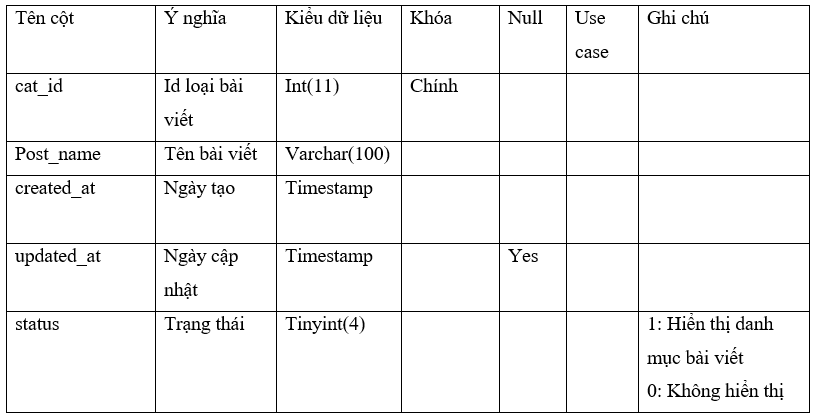 Tên cột Ý nghĩa Kiểu dữ liệu Khóa Null Use case Ghi chú
cat_id Id loại bài viết Int(11) Chính
Post_name Tên bài viết Varchar(100)
created_at Ngày tạo Timestamp
updated_at Ngày cập nhật Timestamp Yes
status Trạng thái Tinyint(4) 1: Hiển thị danh mục bài viết
0: Không hiển thị